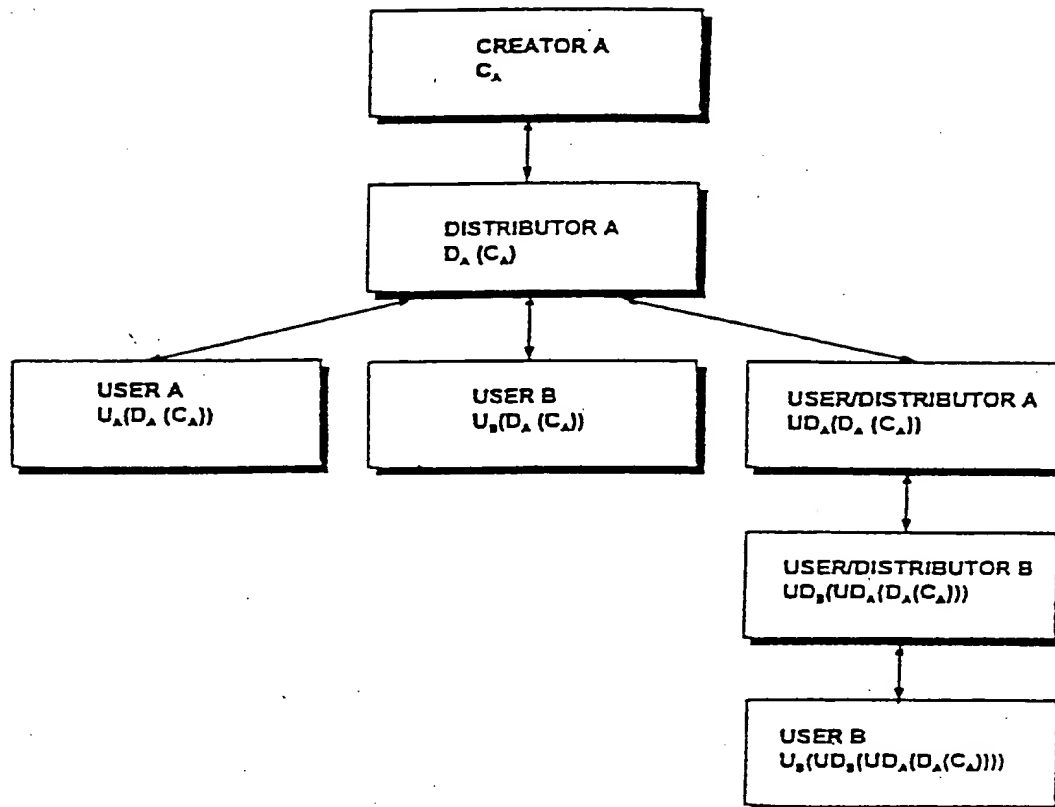 CREATOR A
C_A
DISTRIBUTOR A
D_A (C_A)
USER A
U_A(D_A (C_A))
USER B
U_B(D_A (C_A))
USER/DISTRIBUTOR A
UD_A(D_A (C_A))
USER/DISTRIBUTOR B
UD_B(UD_A(D_A(C_A)))
USER B
U_B(UD_B(UD_A(D_A(C_A))))